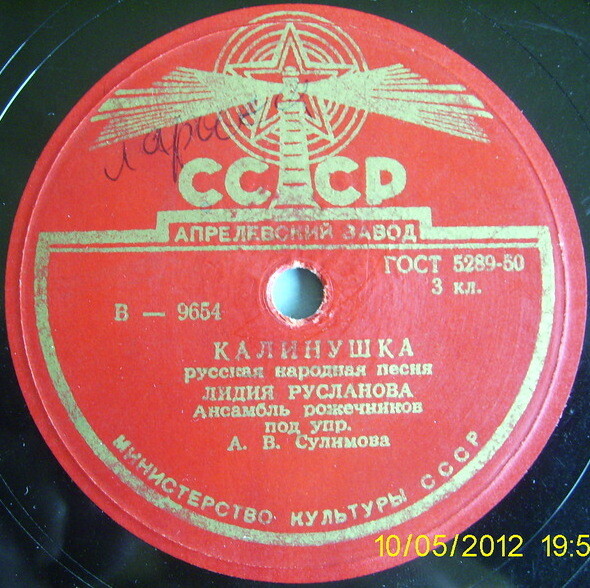 СССР
АПРЕЛЕВСКИЙ ЗАВОД
ГОСТ 5289-50
3 кл.
В — 9654
КАЛИНУШКА
русская народная песня
ЛИДИЯ РУСЛАНОВА
Ансамбль рожечников
под упр.
А. В. Сулимова
МИНИСТЕРСТВО КУЛЬТУРЫ СССР
10/05/2012 19:5